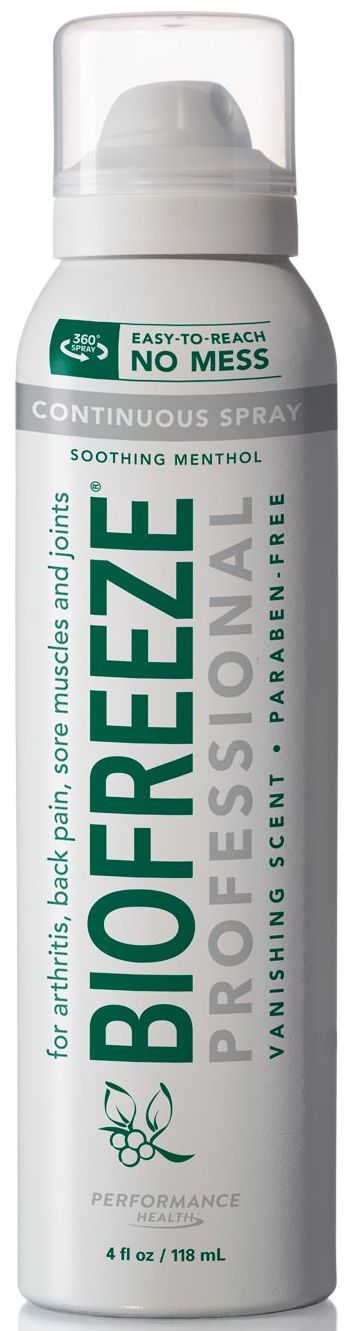 360°
SPRAY
EASY-TO-REACH
NO MESS
CONTINUOUS SPRAY
SOOTHING MENTHOL
for arthritis, back pain, sore muscles and joints
BIOFREEZE®
PROFESSIONAL
VANISHING SCENT • PARABEN-FREE
PERFORMANCE
HEALTH
4 fl oz / 118 mL